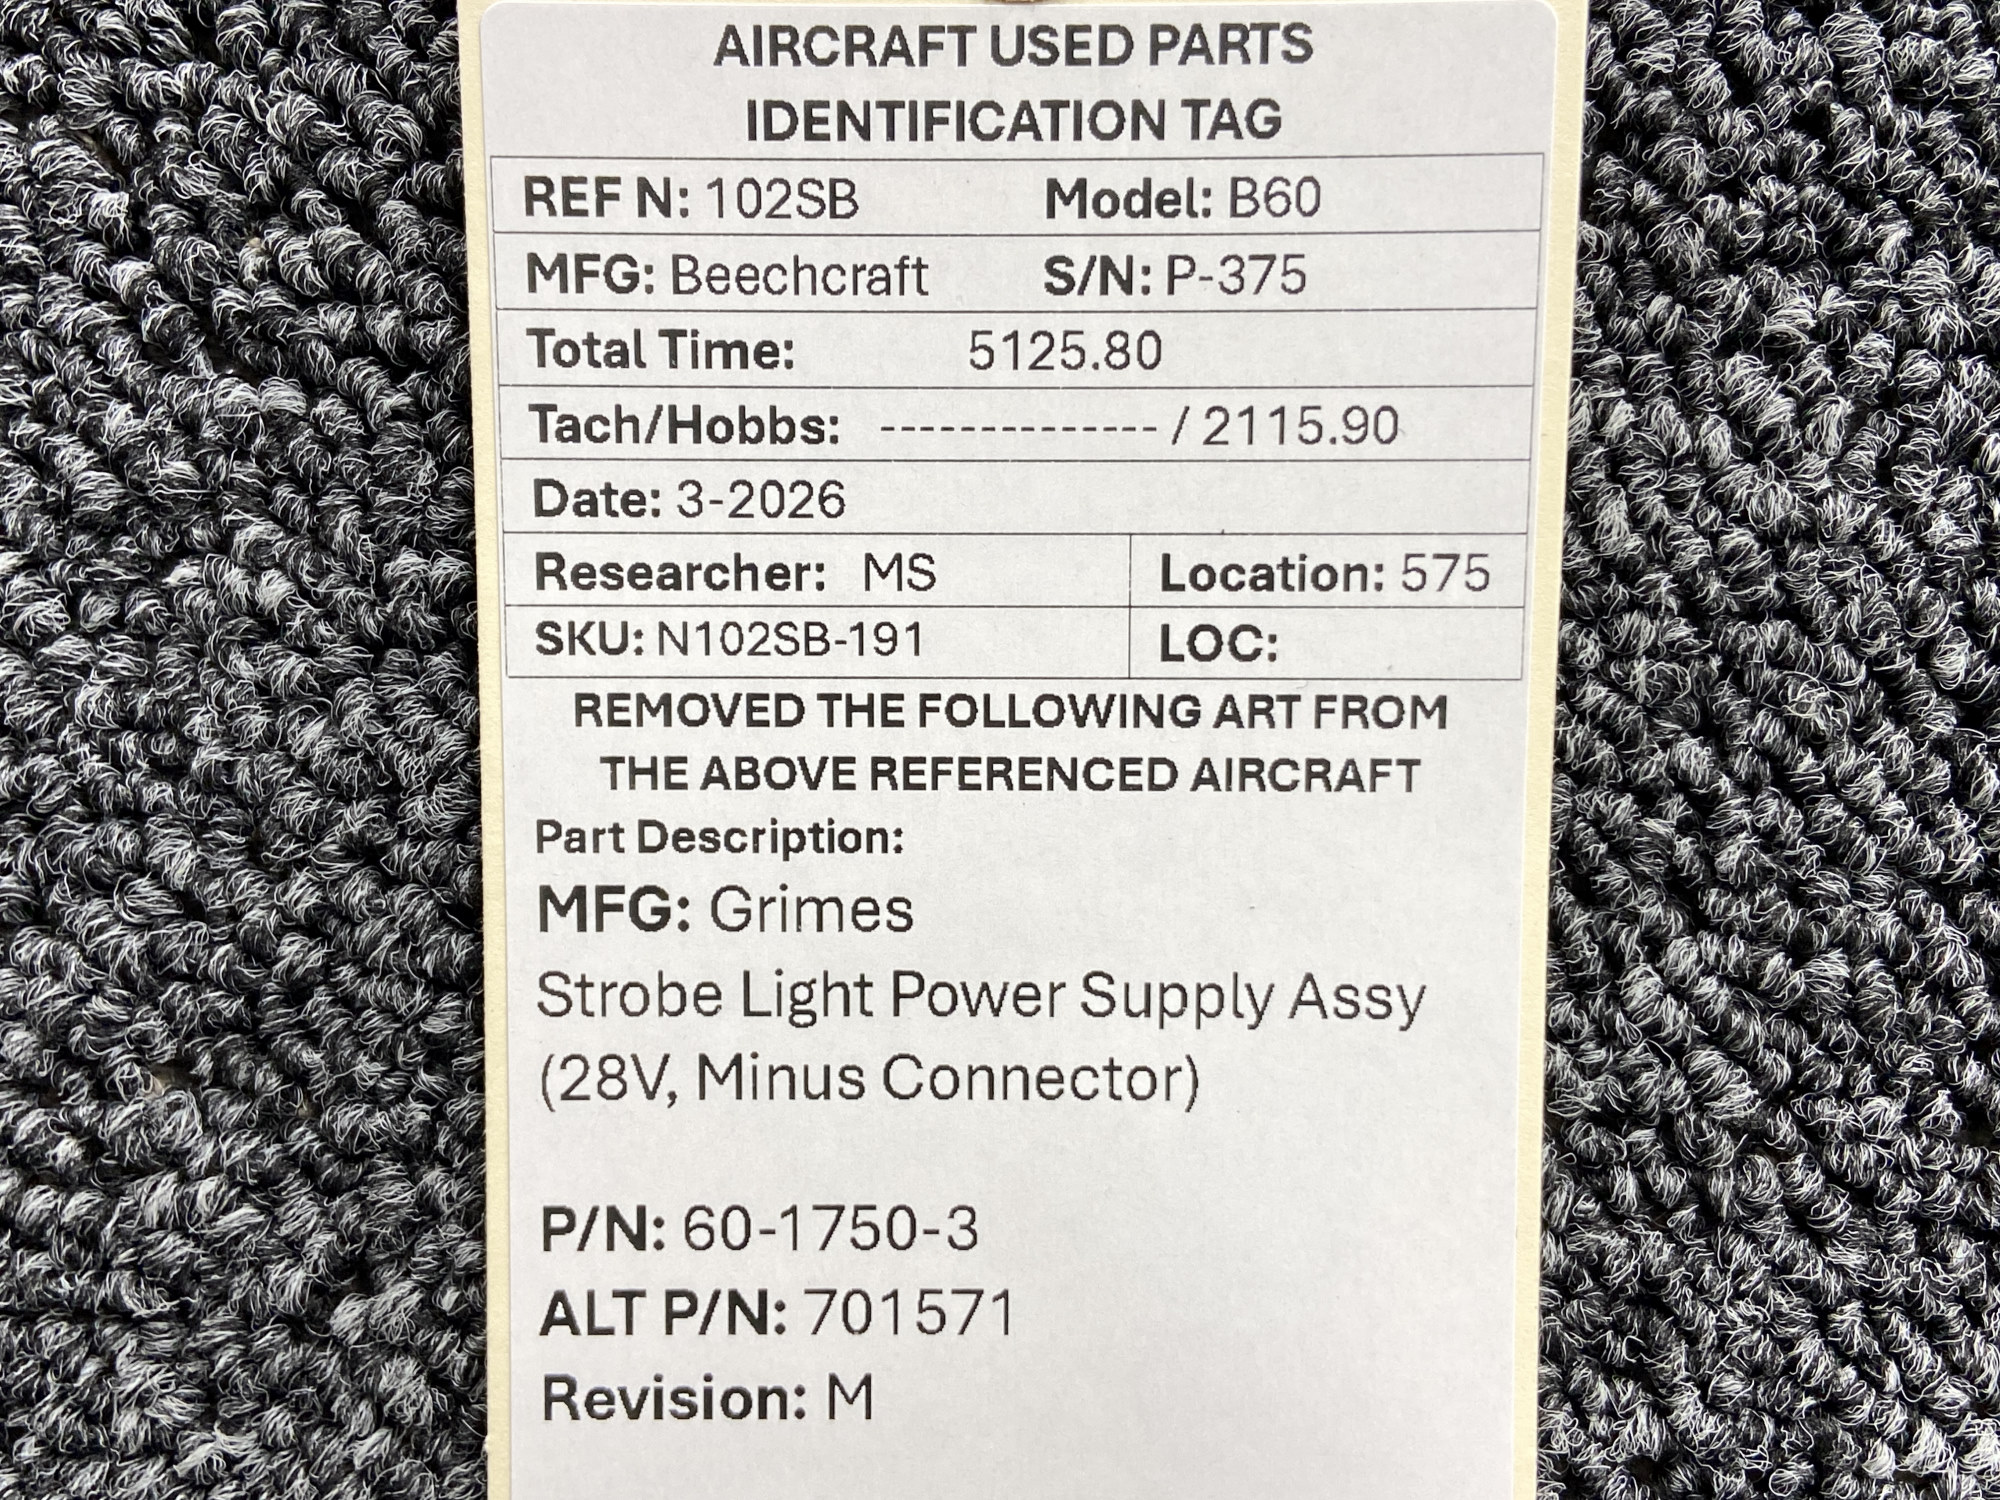 AIRCRAFT USED PARTS
IDENTIFICATION TAG
REF N: 102SB Model: B60
MFG: Beechcraft S/N: P-375
Total Time: 5125.80
Tach/Hobbs: -------------- / 2115.90
Date: 3-2026
Researcher: MS Location: 575
SKU: N102SB-191 LOC:
REMOVED THE FOLLOWING ART FROM
THE ABOVE REFERENCED AIRCRAFT
Part Description:
MFG: Grimes
Strobe Light Power Supply Assy
(28V, Minus Connector)
P/N: 60-1750-3
ALT P/N: 701571
Revision: M